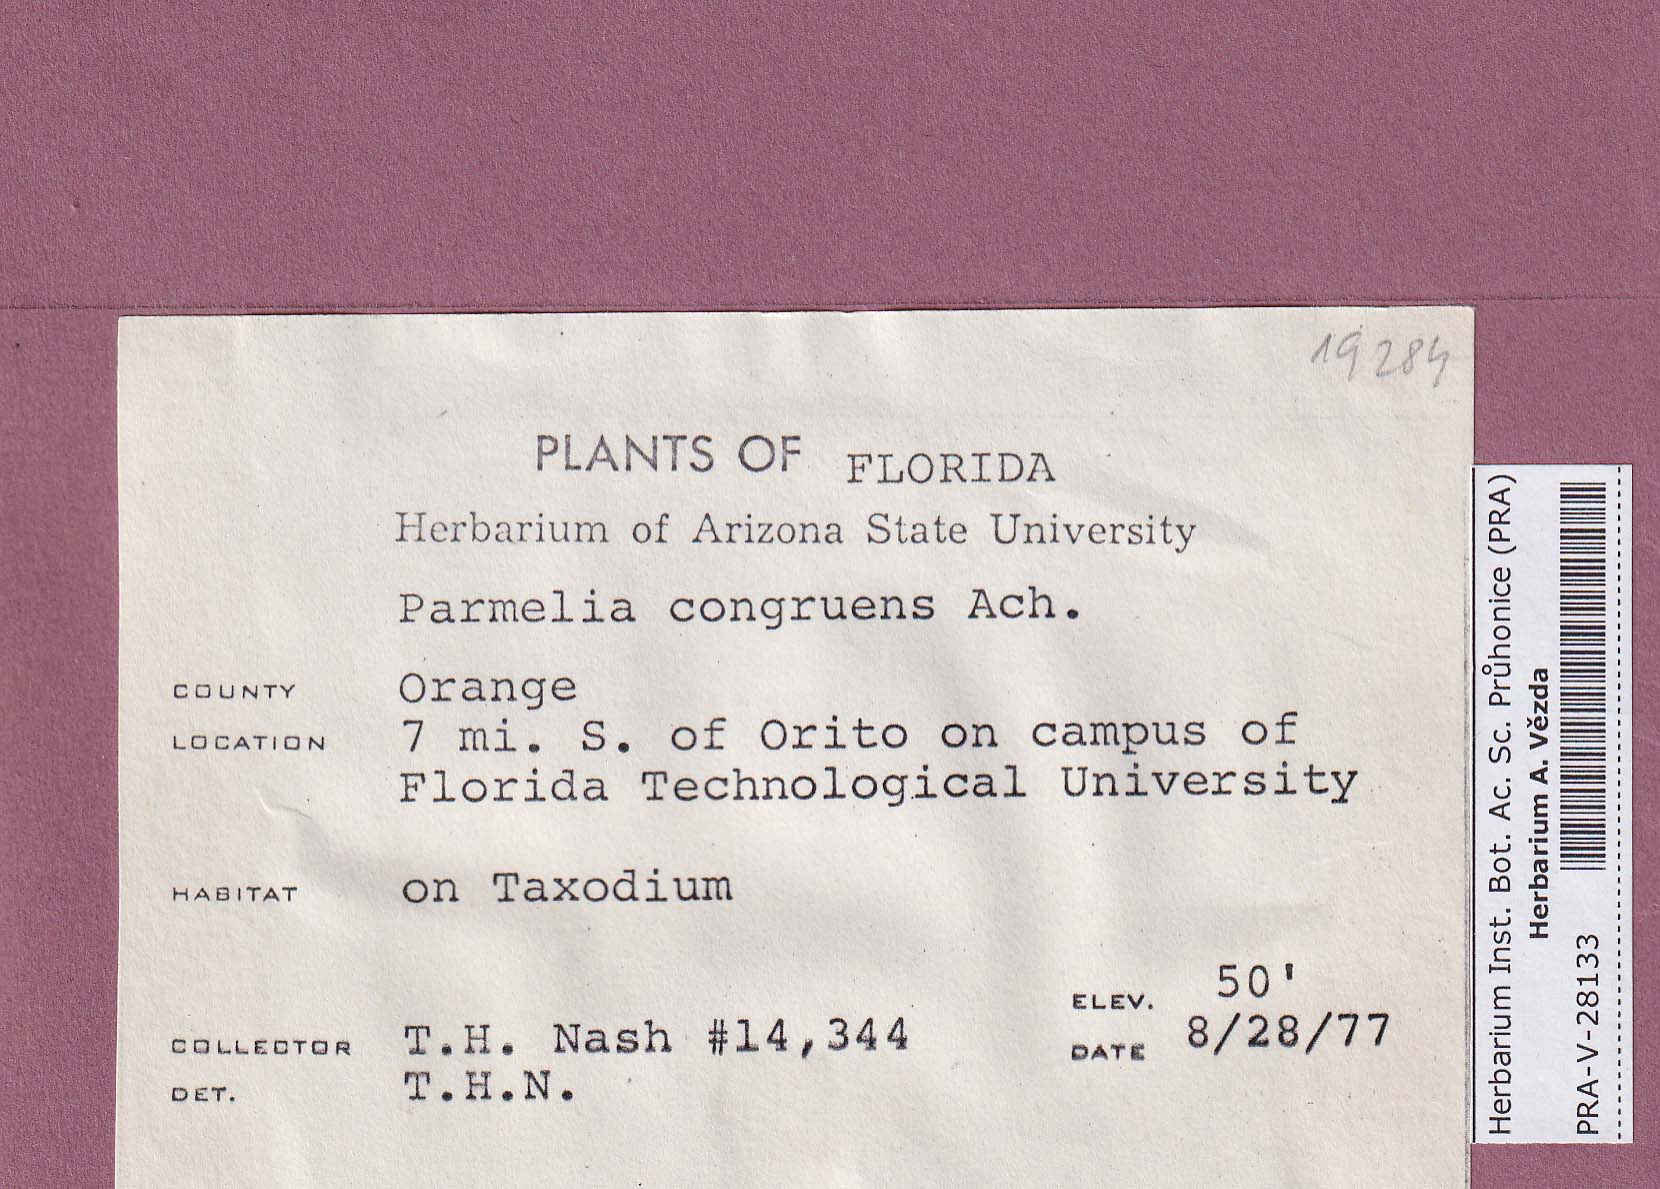 19284
PLANTS OF FLORIDA
Herbarium of Arizona State University
Parmelia congruens Ach.
COUNTY Orange
LOCATION 7 mi. S. of Orito on campus of
Florida Technological University
HABITAT on Taxodium
ELEV. 50'
COLLECTOR T.H. Nash #14,344 DATE 8/28/77
DET. T.H.N.
Herbarium Inst. Bot. Ac. Sc. Průhonice (PRA)
Herbarium A. Vězda
PRA-V-28133